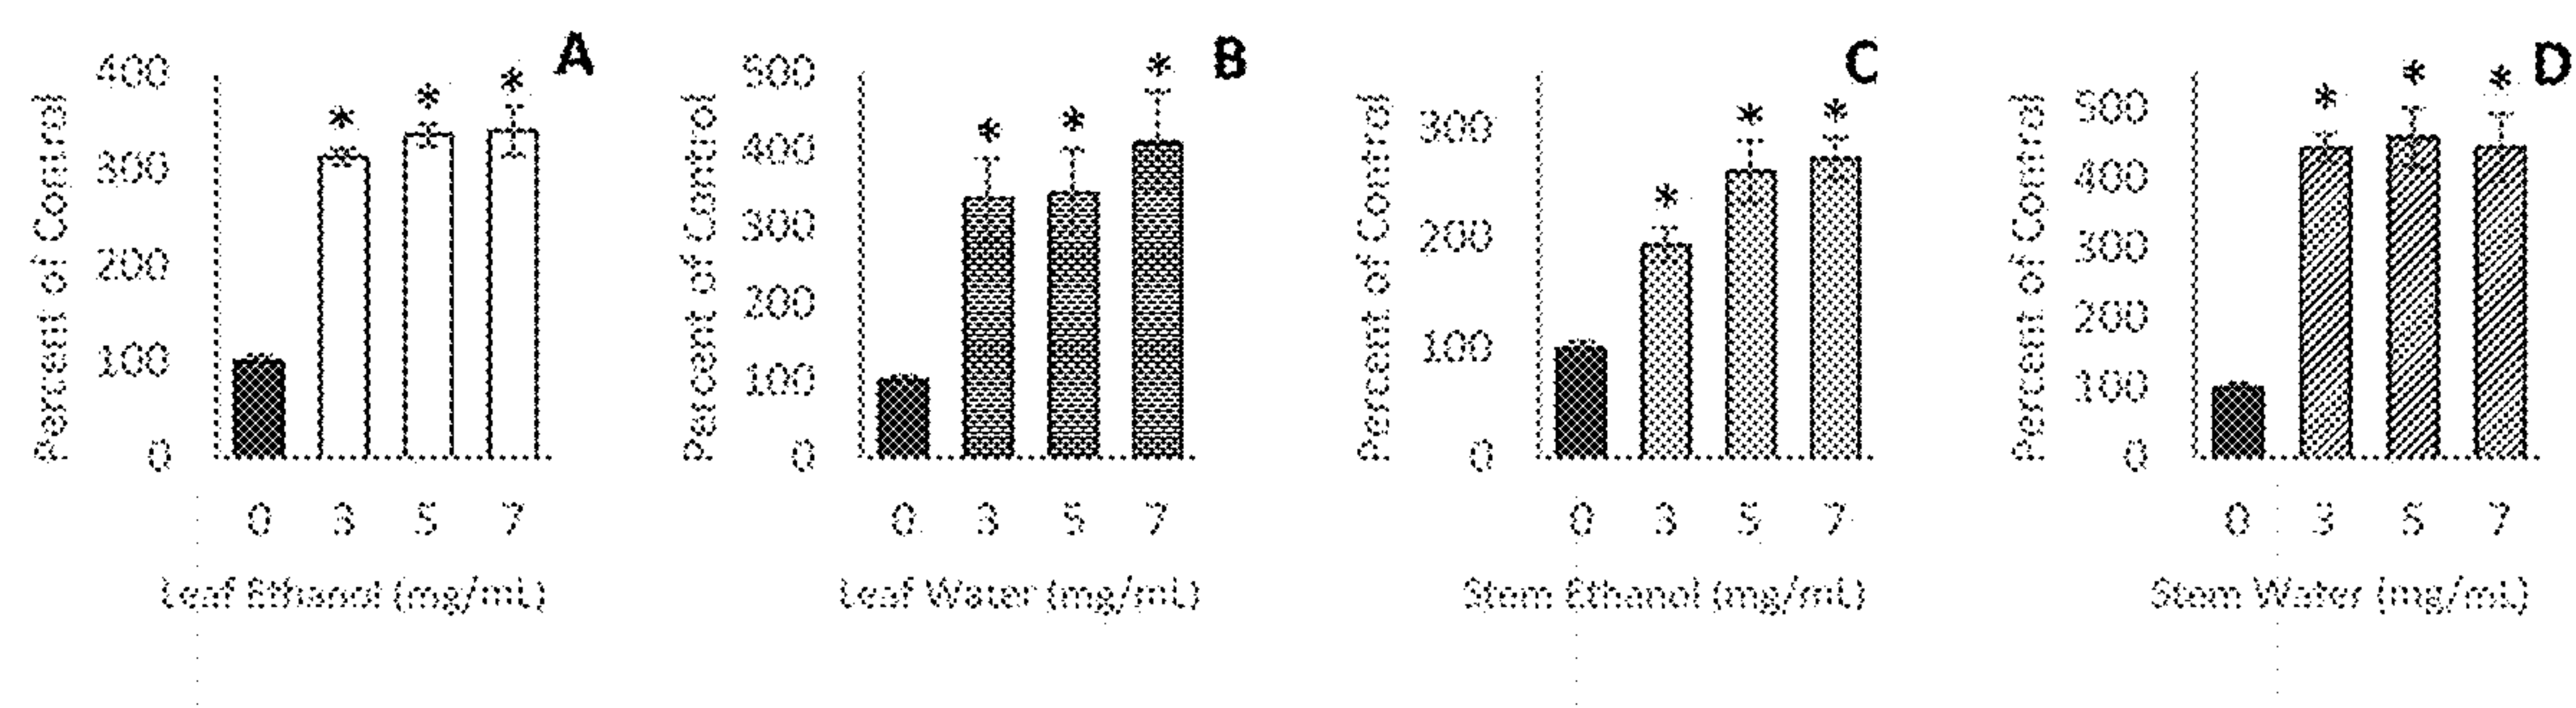 A
Percent of Control
400
300
200
100
0
* * *
0 3 5 7
Leaf Ethanol (mg/mL)
B
Percent of Control
500
400
300
200
100
0
* * *
0 3 5 7
Leaf Water (mg/mL)
C
Percent of Control
300
200
100
0
* * *
0 3 5 7
Stem Ethanol (mg/mL)
D
Percent of Control
500
400
300
200
100
0
* * *
0 3 5 7
Stem Water (mg/mL)